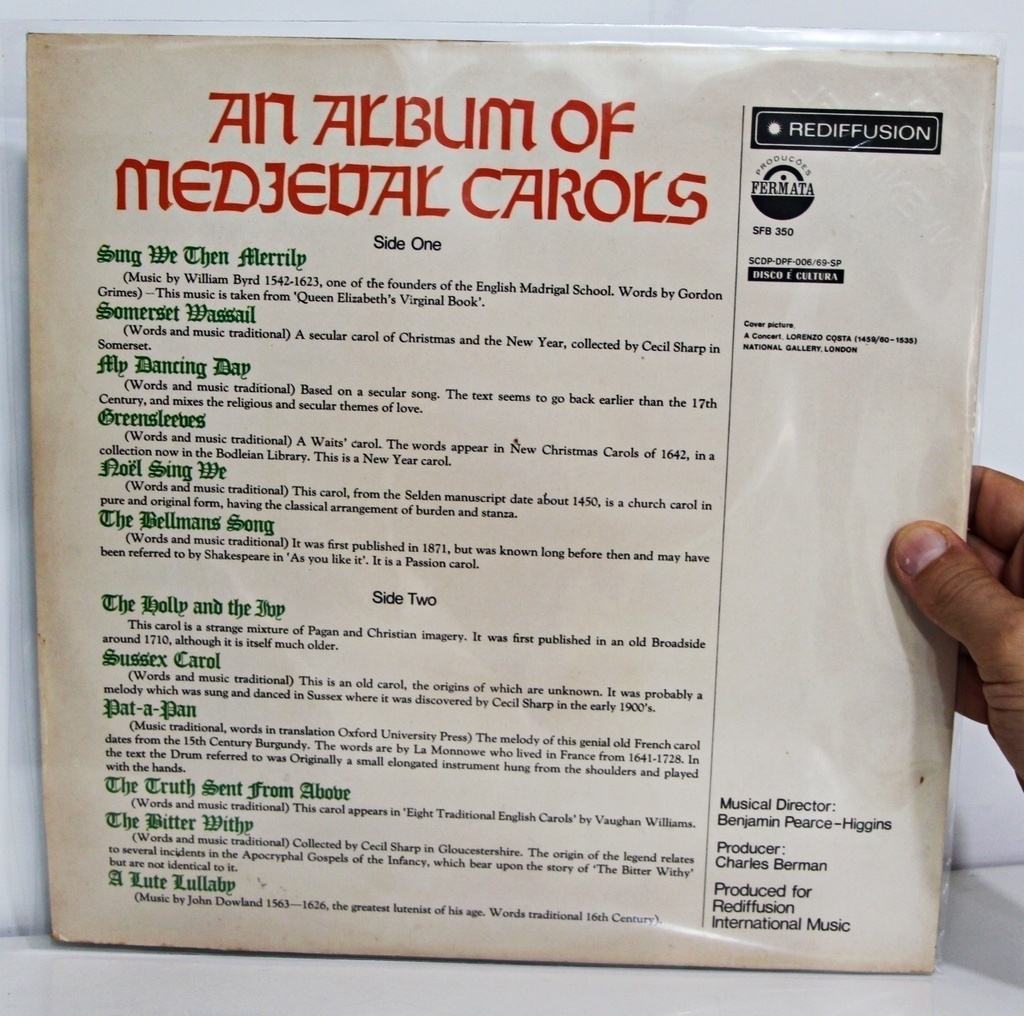 AN ALBUM OF
MEDIEVAL CAROLS
Side One
Sing We Then Merrily
(Music by William Byrd 1542-1623, one of the founders of the English Madrigal School. Words by Gordon
Grimes) —This music is taken from 'Queen Elizabeth's Virginal Book'.
Somerset Wassail
(Words and music traditional) A secular carol of Christmas and the New Year, collected by Cecil Sharp in
Somerset.
My Dancing Day
(Words and music traditional) Based on a secular song. The text seems to go back earlier than the 17th
Century, and mixes the religious and secular themes of love.
Greensleeves
(Words and music traditional) A Waits' carol. The words appear in New Christmas Carols of 1642, in a
collection now in the Bodleian Library. This is a New Year carol.
Noël Sing We
(Words and music traditional) This carol, from the Selden manuscript date about 1450, is a church carol in
pure and original form, having the classical arrangement of burden and stanza.
The Bellmans Song
(Words and music traditional) It was first published in 1871, but was known long before then and may have
been referred to by Shakespeare in 'As you like it'. It is a Passion carol.
Side Two
The Holly and the Ivy
This carol is a strange mixture of Pagan and Christian imagery. It was first published in an old Broadside
around 1710, although it is itself much older.
Sussex Carol
(Words and music traditional) This is an old carol, the origins of which are unknown. It was probably a
melody which was sung and danced in Sussex where it was discovered by Cecil Sharp in the early 1900's.
Pat-a-Pan
(Music traditional, words in translation Oxford University Press) The melody of this genial old French carol
dates from the 15th Century Burgundy. The words are by La Monnowe who lived in France from 1641-1728. In
the text the Drum referred to was Originally a small elongated instrument hung from the shoulders and played
with the hands.
The Truth Sent From Above
(Words and music traditional) This carol appears in 'Eight Traditional English Carols' by Vaughan Williams.
The Bitter Withy
(Words and music traditional) Collected by Cecil Sharp in Gloucestershire. The origin of the legend relates
to several incidents in the Apocryphal Gospels of the Infancy, which bear upon the story of 'The Bitter Withy'
but are not identical to it.
A Lute Lullaby
(Music by John Dowland 1563—1626, the greatest lutenist of his age. Words traditional 16th Century).
REDIFFUSION
PRODUCÕES
FERMATA
SFB 350
SCDP-DPF-006/69-SP
DISCO É CULTURA
Cover picture,
A Concert, LORENZO COSTA (1459/60-1535)
NATIONAL GALLERY, LONDON
Musical Director:
Benjamin Pearce-Higgins
Producer:
Charles Berman
Produced for
Rediffusion
International Music